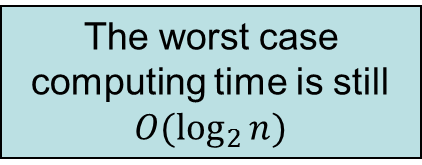 The worst case
computing time is still
O(log₂ n)